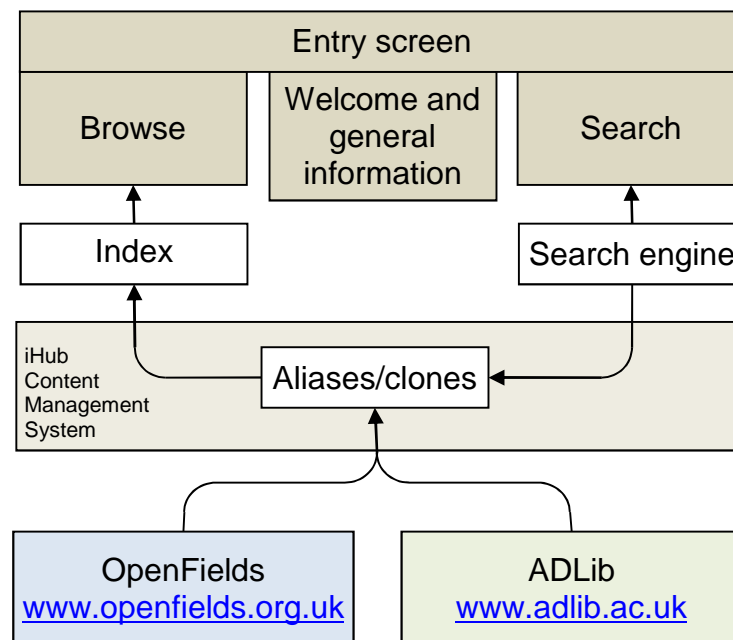 Entry screen
Browse
Welcome and
general
information
Search
Index
Search engine
iHub
Content
Management
System
Aliases/clones
OpenFields
www.openfields.org.uk
ADLib
www.adlib.ac.uk